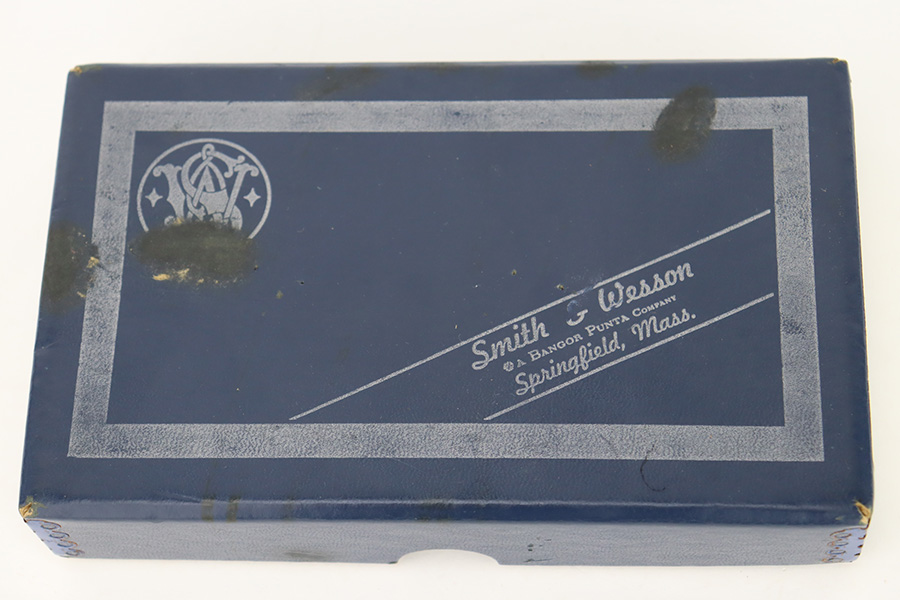 S&W
Smith & Wesson
A BANGOR PUNTA COMPANY
Springfield, Mass.